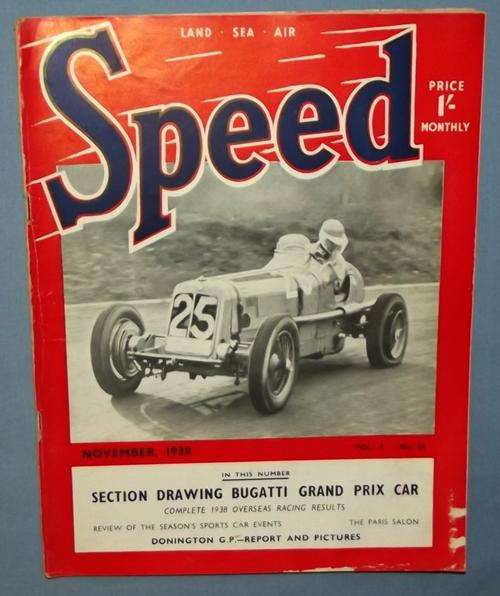 LAND · SEA · AIR
Speed
PRICE
1/-
MONTHLY
25
NOVEMBER, 1938
IN THIS NUMBER
SECTION DRAWING BUGATTI GRAND PRIX CAR
COMPLETE 1938 OVERSEAS RACING RESULTS
REVIEW OF THE SEASON'S SPORTS CAR EVENTS THE PARIS SALON
DONINGTON G.P.—REPORT AND PICTURES